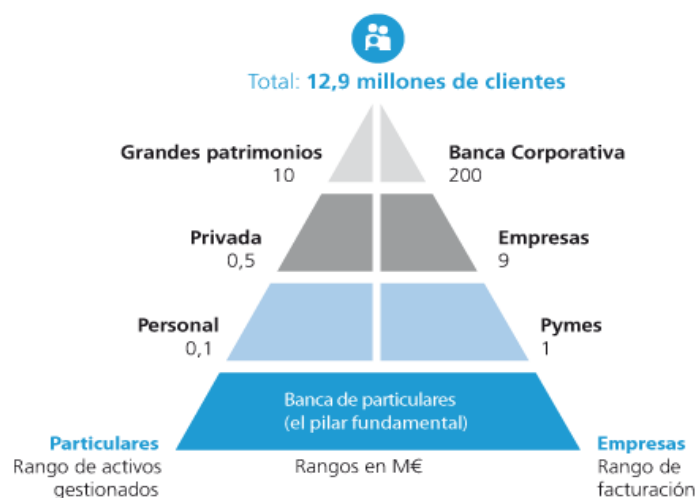 Total: 12,9 millones de clientes
Grandes patrimonios
10
Banca Corporativa
200
Privada
0,5
Empresas
9
Personal
0,1
Pymes
1
Banca de particulares
(el pilar fundamental)
Particulares
Rango de activos
gestionados
Rangos en M€
Empresas
Rango de
facturación